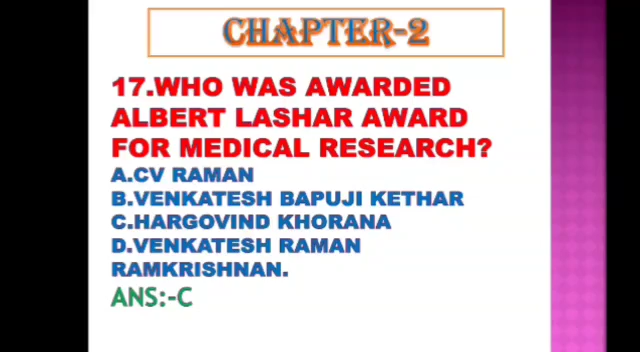 CHAPTER-2
17.WHO WAS AWARDED
ALBERT LASHAR AWARD
FOR MEDICAL RESEARCH?
A.CV RAMAN
B.VENKATESH BAPUJI KETHAR
C.HARGOVIND KHORANA
D.VENKATESH RAMAN
RAMKRISHNAN.
ANS:-C